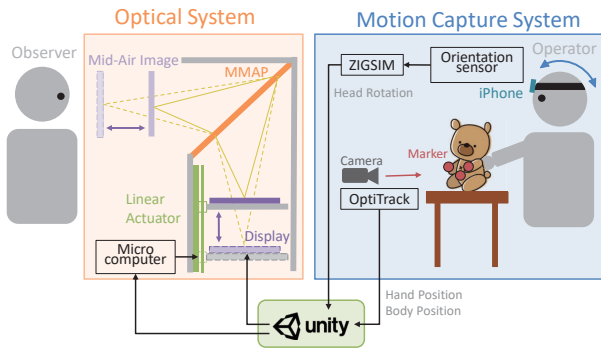 Optical System
Motion Capture System
Observer
Mid-Air Image
MMAP
ZIGSIM
Orientation
sensor
Operator
Head Rotation
iPhone
Camera
Marker
OptiTrack
Linear
Actuator
Display
Micro
computer
Hand Position
Body Position
unity